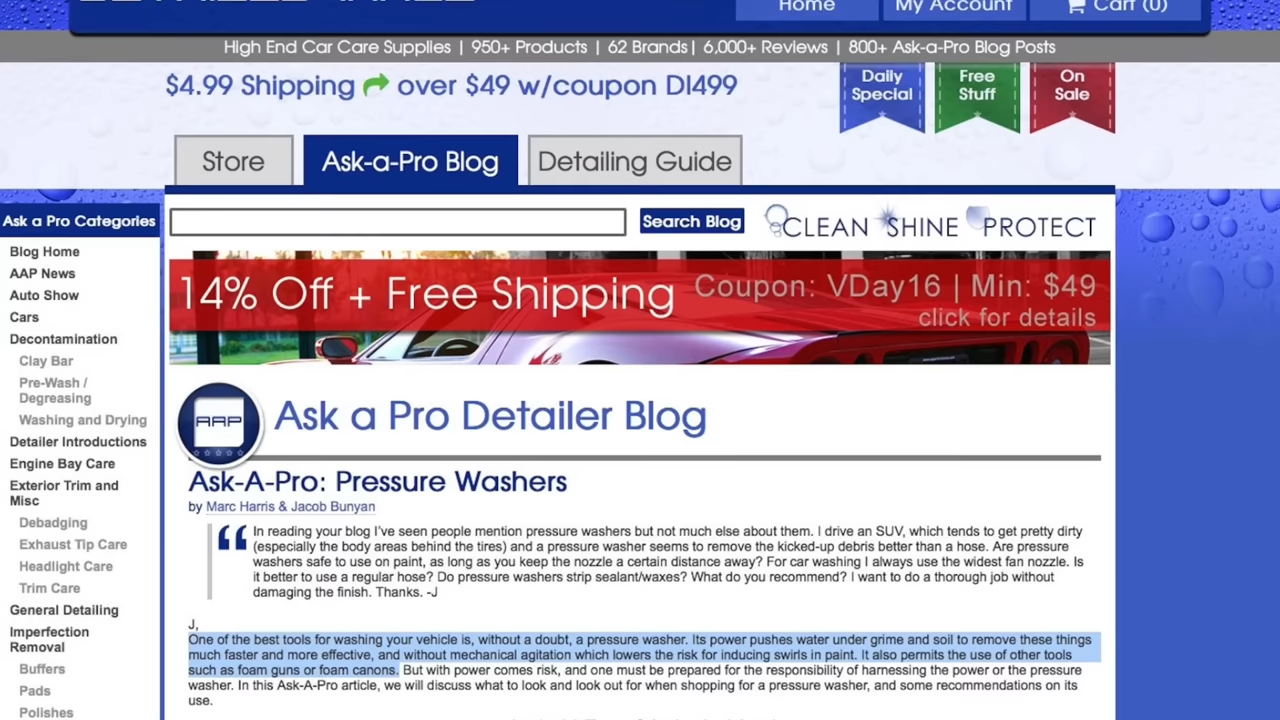 Home
My Account
Cart (0)
High End Car Care Supplies | 950+ Products | 62 Brands | 6,000+ Reviews | 800+ Ask-a-Pro Blog Posts
$4.99 Shipping over $49 w/coupon DI499
Daily
Special
Free
Stuff
On
Sale
Store
Ask-a-Pro Blog
Detailing Guide
Ask a Pro Categories
Blog Home
AAP News
Auto Show
Cars
Decontamination
Clay Bar
Pre-Wash /
Degreasing
Washing and Drying
Detailer Introductions
Engine Bay Care
Exterior Trim and
Misc
Debadging
Exhaust Tip Care
Headlight Care
Trim Care
General Detailing
Imperfection
Removal
Buffers
Pads
Polishes
Search Blog
CLEAN SHINE PROTECT
14% Off + Free Shipping
Coupon: VDay16 | Min: $49
click for details
AAP
Ask a Pro Detailer Blog
Ask-A-Pro: Pressure Washers
by Marc Harris & Jacob Bunyan
In reading your blog I've seen people mention pressure washers but not much else about them. I drive an SUV, which tends to get pretty dirty
(especially the body areas behind the tires) and a pressure washer seems to remove the kicked-up debris better than a hose. Are pressure
washers safe to use on paint, as long as you keep the nozzle a certain distance away? For car washing I always use the widest fan nozzle. Is
it better to use a regular hose? Do pressure washers strip sealant/waxes? What do you recommend? I want to do a thorough job without
damaging the finish. Thanks. -J
J,
One of the best tools for washing your vehicle is, without a doubt, a pressure washer. Its power pushes water under grime and soil to remove these things
much faster and more effective, and without mechanical agitation which lowers the risk for inducing swirls in paint. It also permits the use of other tools
such as foam guns or foam canons. But with power comes risk, and one must be prepared for the responsibility of harnessing the power or the pressure
washer. In this Ask-A-Pro article, we will discuss what to look and look out for when shopping for a pressure washer, and some recommendations on its
use.